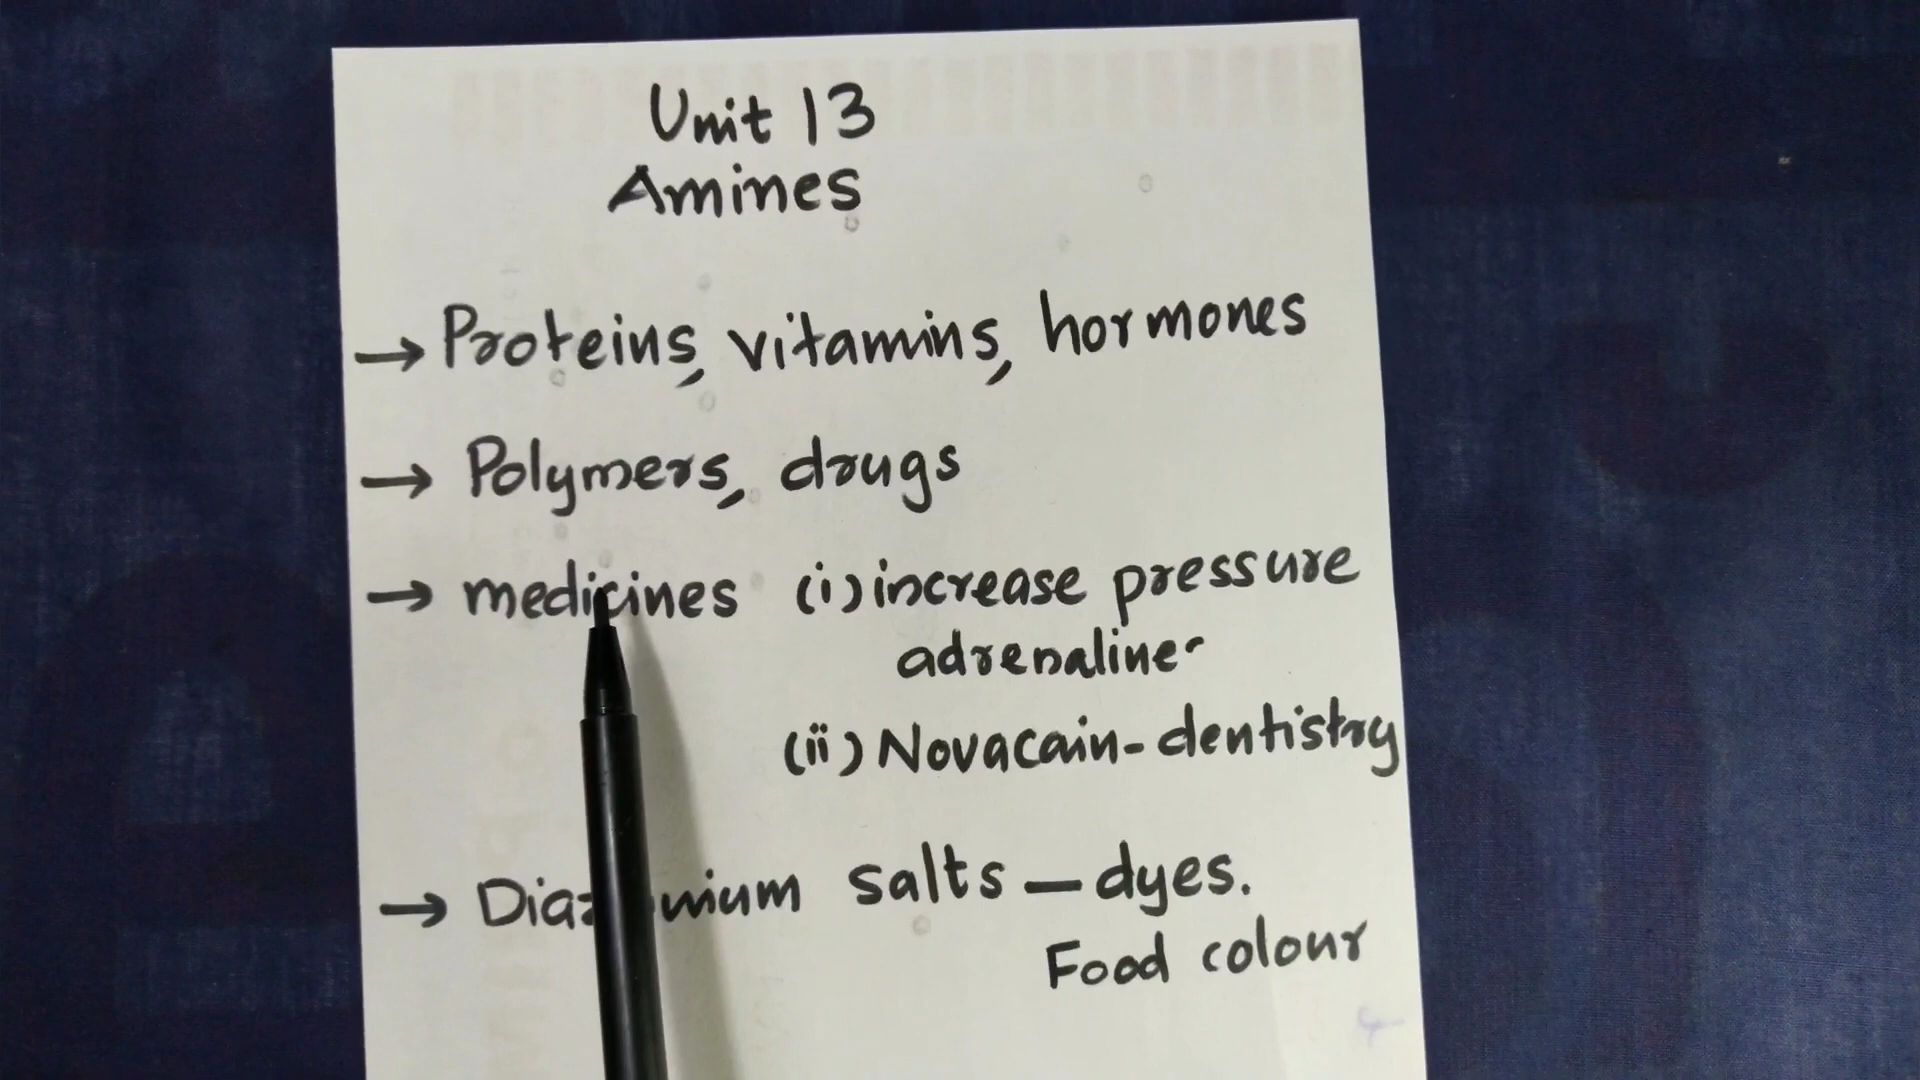 Unit 13
Amines
→ Proteins, vitamins, hormones
→ Polymers, drugs
→ medicines (i) increase pressure
adrenaline-
(ii) Novacain-dentistry
→ salts — dyes.
Food colour